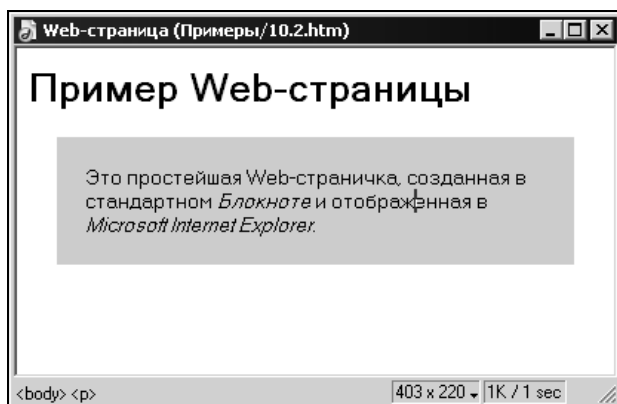 Web-страница (Примеры/10.2.htm)
Пример Web-страницы
Это простейшая Web-страничка, созданная в
стандартном Блокноте и отображенная в
Microsoft Internet Explorer.
<body> <p> 403 x 220 1K / 1 sec